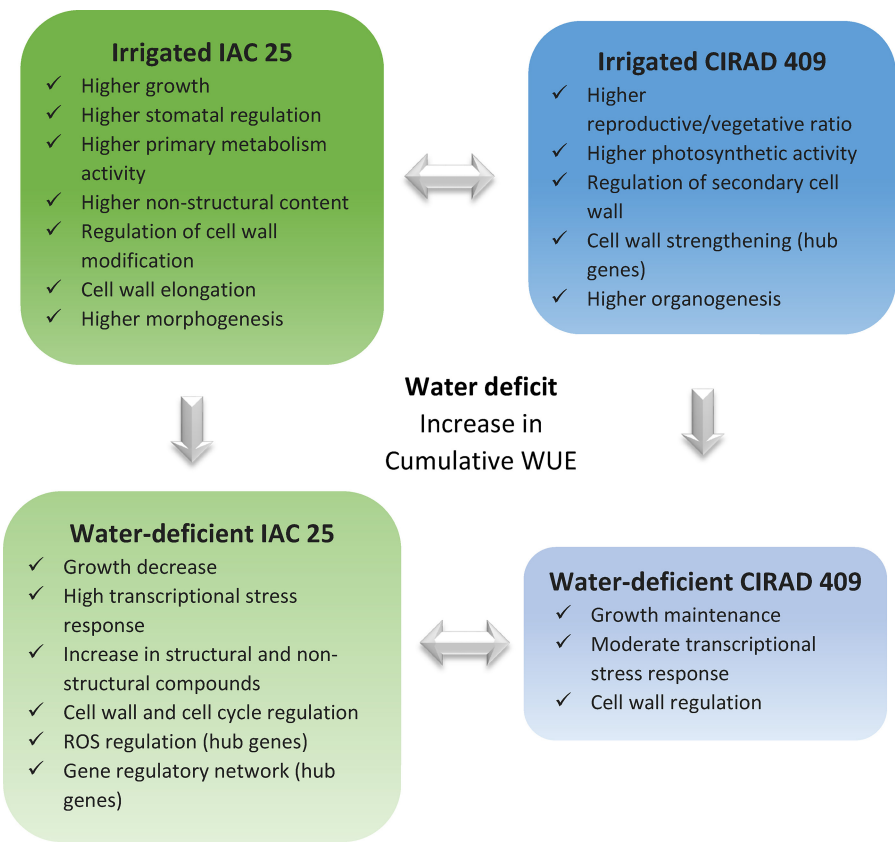 Irrigated IAC 25
✓ Higher growth
✓ Higher stomatal regulation
✓ Higher primary metabolism
activity
✓ Higher non-structural content
✓ Regulation of cell wall
modification
✓ Cell wall elongation
✓ Higher morphogenesis
Irrigated CIRAD 409
✓ Higher
reproductive/vegetative ratio
✓ Higher photosynthetic activity
✓ Regulation of secondary cell
wall
✓ Cell wall strengthening (hub
genes)
✓ Higher organogenesis
Water deficit
Increase in
Cumulative WUE
Water-deficient IAC 25
✓ Growth decrease
✓ High transcriptional stress
response
✓ Increase in structural and non-
structural compounds
✓ Cell wall and cell cycle regulation
✓ ROS regulation (hub genes)
✓ Gene regulatory network (hub
genes)
Water-deficient CIRAD 409
✓ Growth maintenance
✓ Moderate transcriptional
stress response
✓ Cell wall regulation